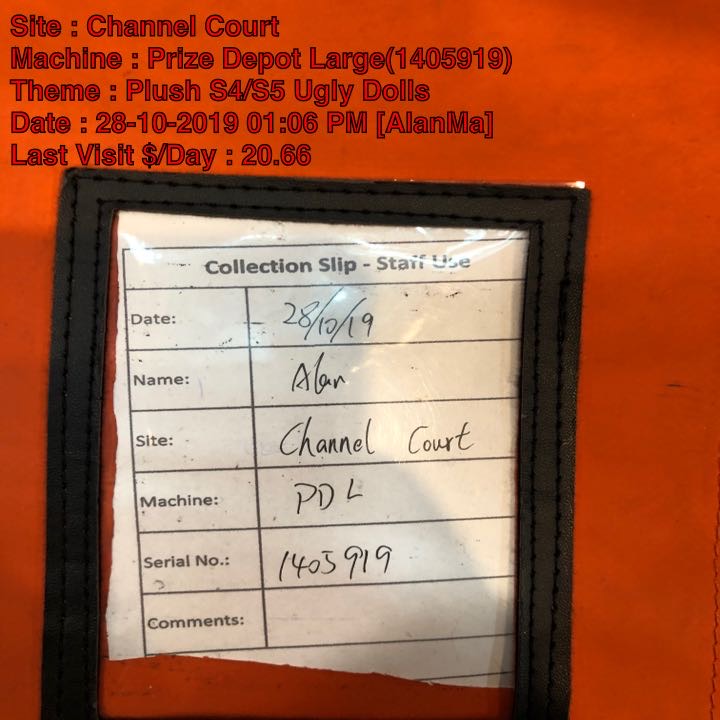 Site : Channel Court
Machine : Prize Depot Large(1405919)
Theme : Plush S4/S5 Ugly Dolls
Date : 28-10-2019 01:06 PM [AlanMa]
Last Visit $/Day : 20.66
Collection Slip - Staff Use
Date: 28/10/19
Name: Alan
Site: Channel Court
Machine: PDL
Serial No.: 1405919
Comments: